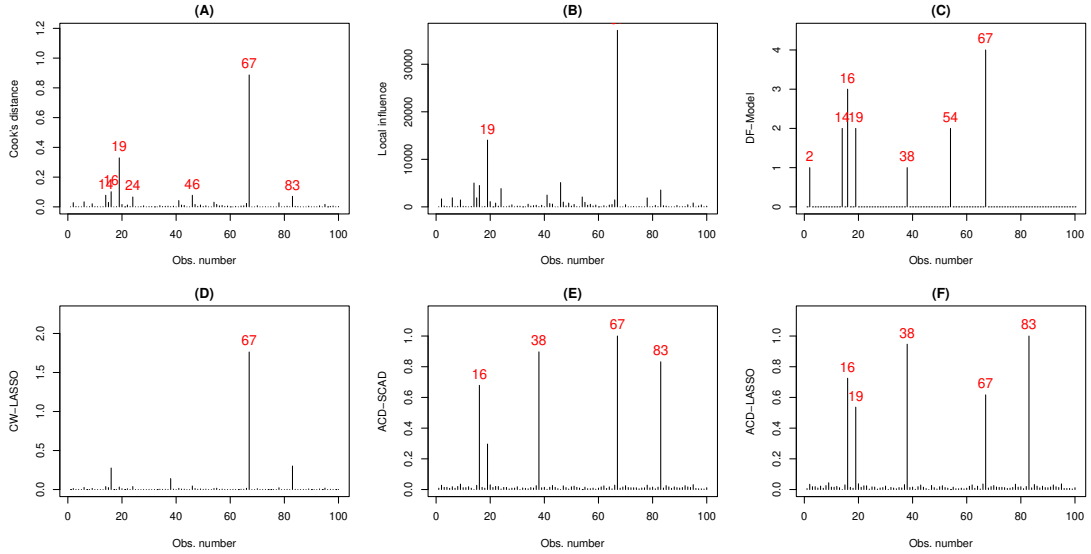 (A)
Cook's distance
0.0 0.2 0.4 0.6 0.8 1.0 1.2
14
16
19
24
46
67
83
0 20 40 60 80 100
Obs. number
(B)
Local influence
0 10000 30000
19
0 20 40 60 80 100
Obs. number
(C)
DF−Model
0 1 2 3 4
2
14
16
19
38
54
67
0 20 40 60 80 100
Obs. number
(D)
CW−LASSO
0.0 0.5 1.0 1.5 2.0
67
0 20 40 60 80 100
Obs. number
(E)
ACD−SCAD
0.0 0.2 0.4 0.6 0.8 1.0
16
38
67
83
0 20 40 60 80 100
Obs. number
(F)
ACD−LASSO
0.0 0.2 0.4 0.6 0.8 1.0
16
19
38
67
83
0 20 40 60 80 100
Obs. number